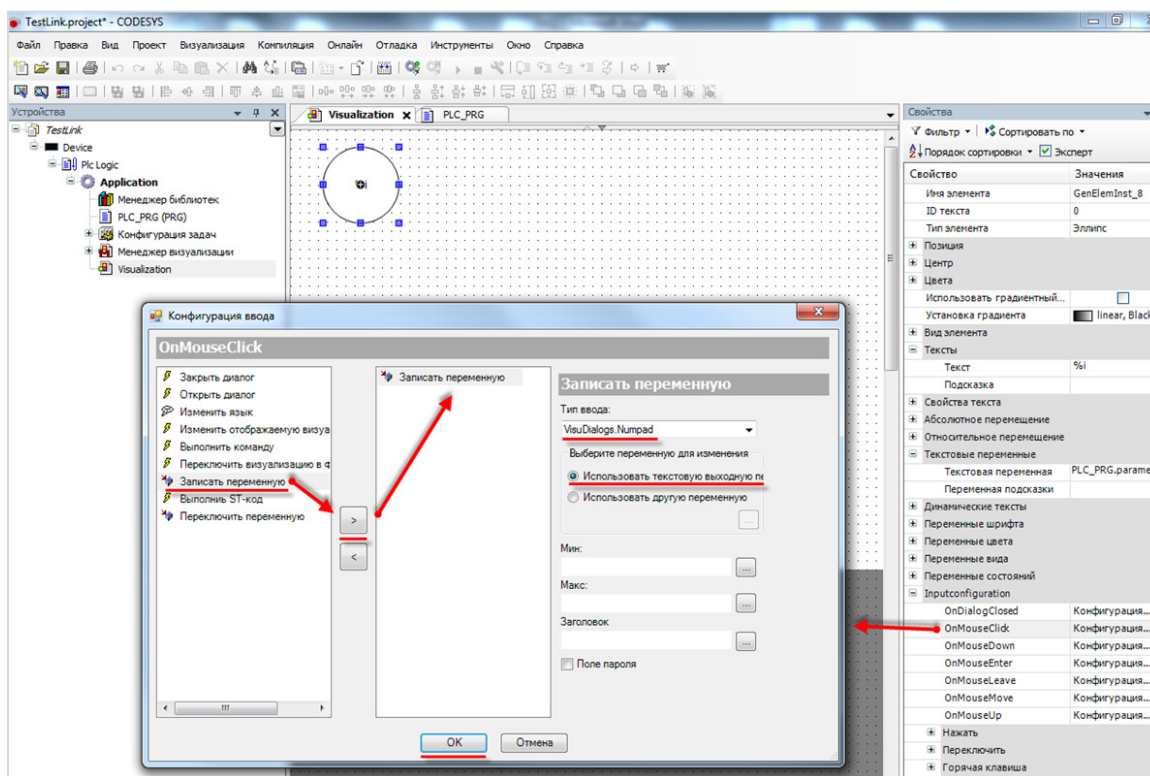 TestLink.project* - CODESYS
Файл Правка Вид Проект Визуализация Компиляция Онлайн Отладка Инструменты Окно Справка
Устройства
TestLink
Device
Plc Logic
Application
Менеджер библиотек
PLC_PRG (PRG)
Конфигурация задач
Менеджер визуализации
Visualization
Visualization
PLC_PRG
Конфигурация ввода
OnMouseClick
Закрыть диалог
Открыть диалог
Изменить язык
Изменить отображаемую визуа
Выполнить команду
Переключить визуализацию в ф
Записать переменную
Выполнить ST-код
Переключить переменную
>
<
Записать переменную
Записать переменную
Тип ввода:
VisuDialogs.Numpad
Выберите переменную для изменения
Использовать текстовую выходную пе
Использовать другую переменную
...
Мин:
...
Макс:
...
Заголовок
...
Поле пароля
OK
Отмена
Свойства
Фильтр
Сортировать по
Порядок сортировки
Эксперт
Свойство Значения
Имя элемента GenElemInst_8
ID текста 0
Тип элемента Эллипс
Позиция
Центр
Цвета
Использовать градиентный...
Установка градиента linear, Black
Вид элемента
Тексты
Текст %i
Подсказка
Свойства текста
Абсолютное перемещение
Относительное перемещение
Текстовые переменные
Текстовая переменная PLC_PRG.parame
Переменная подсказки
Динамические тексты
Переменные шрифта
Переменные цвета
Переменные вида
Переменные состояний
Inputconfiguration
OnDialogClosed Конфигурация...
OnMouseClick Конфигурация...
OnMouseDown Конфигурация...
OnMouseEnter Конфигурация...
OnMouseLeave Конфигурация...
OnMouseMove Конфигурация...
OnMouseUp Конфигурация...
Нажать
Переключить
Горячая клавиша